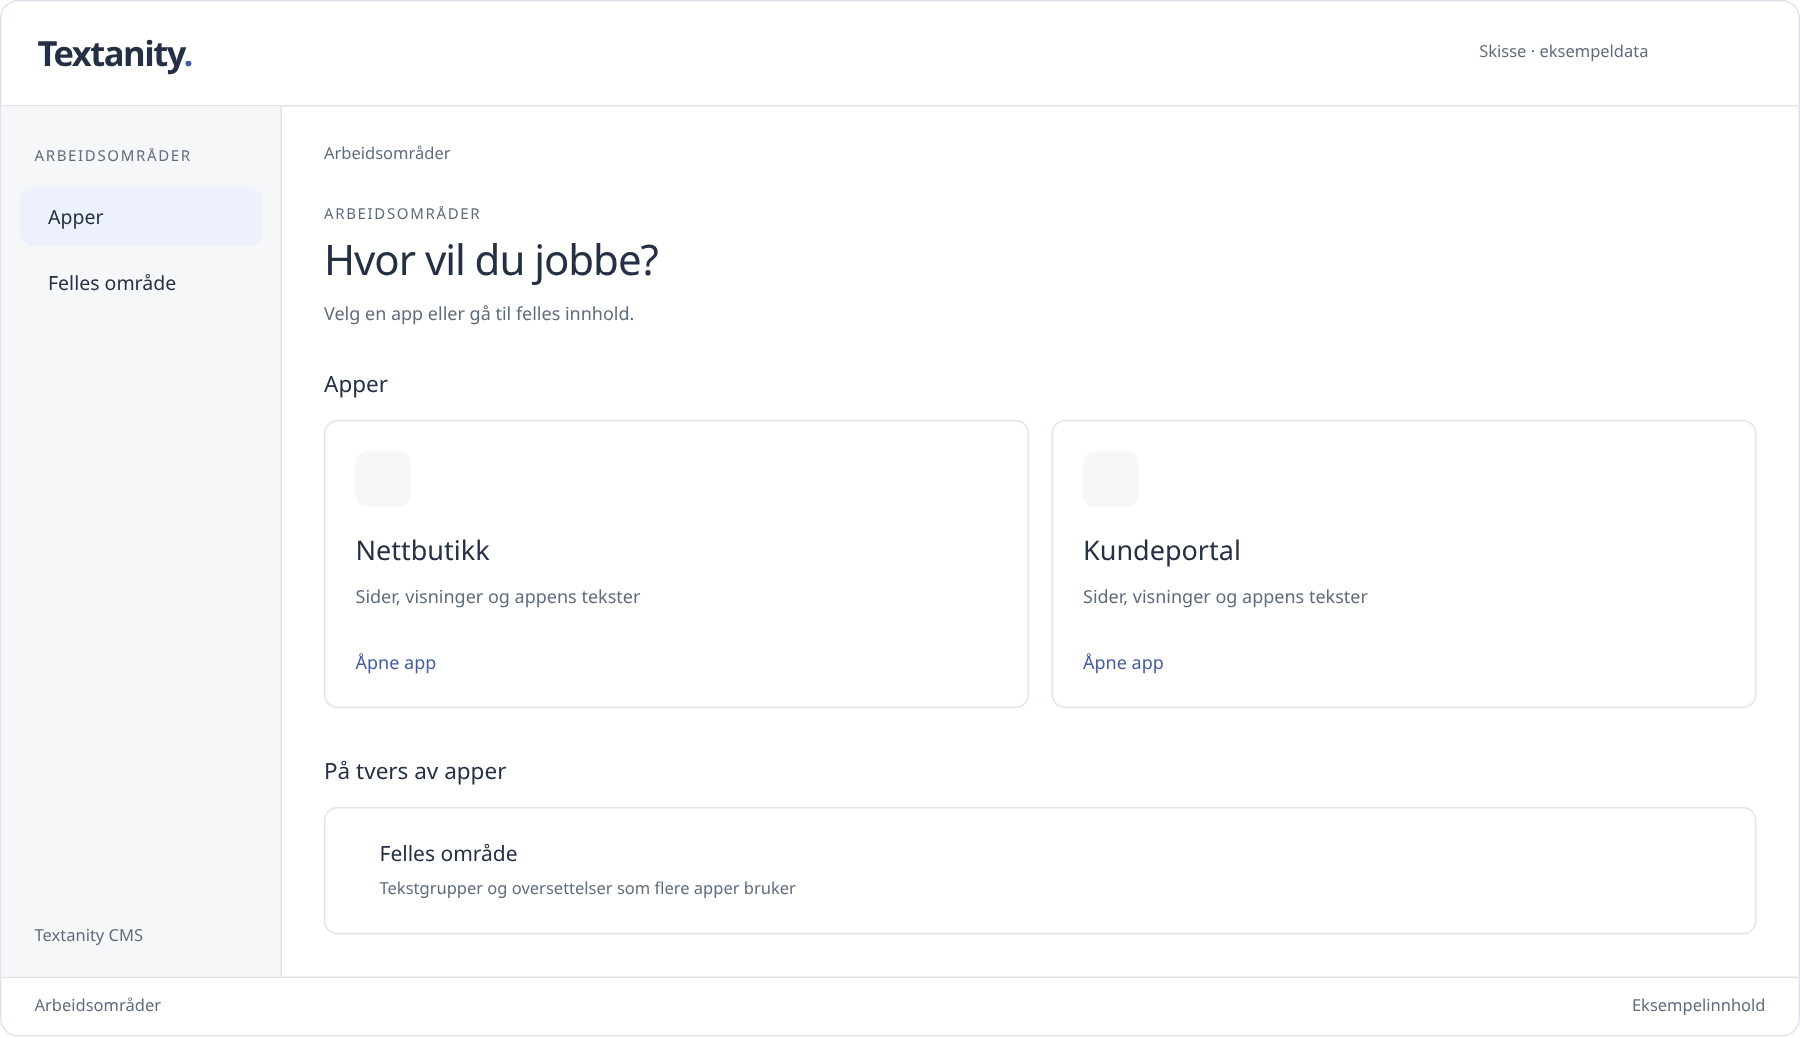 Textanity.
Skisse · eksempeldata
ARBEIDSOMRÅDER
Apper
Felles område
Textanity CMS
Arbeidsområder
ARBEIDSOMRÅDER
Hvor vil du jobbe?
Velg en app eller gå til felles innhold.
Apper
Nettbutikk
Sider, visninger og appens tekster
Åpne app
Kundeportal
Sider, visninger og appens tekster
Åpne app
På tvers av apper
Felles område
Tekstgrupper og oversettelser som flere apper bruker
Arbeidsområder
Eksempelinnhold